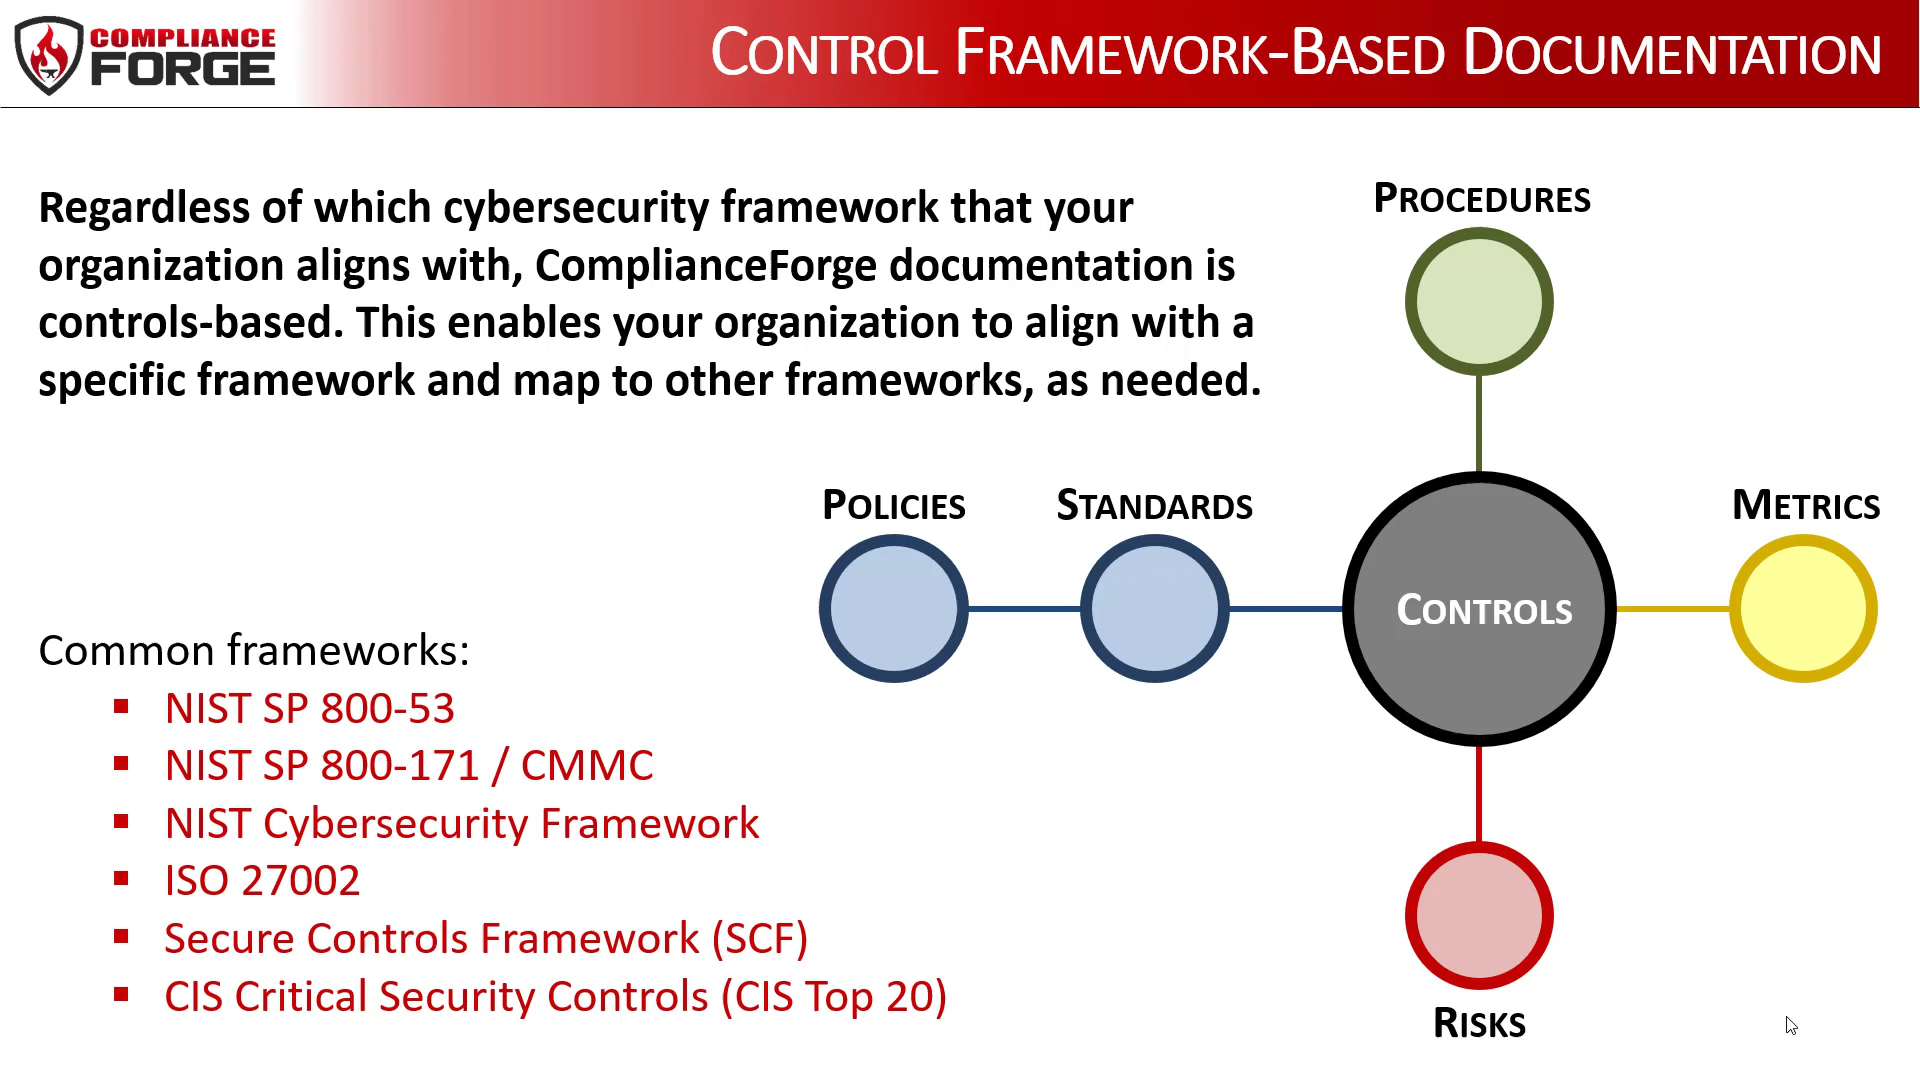 COMPLIANCE
FORGE
CONTROL FRAMEWORK-BASED DOCUMENTATION
Regardless of which cybersecurity framework that your
organization aligns with, ComplianceForge documentation is
controls-based. This enables your organization to align with a
specific framework and map to other frameworks, as needed.
PROCEDURES
POLICIES
STANDARDS
METRICS
CONTROLS
Common frameworks:
▪ NIST SP 800-53
▪ NIST SP 800-171 / CMMC
▪ NIST Cybersecurity Framework
▪ ISO 27002
▪ Secure Controls Framework (SCF)
▪ CIS Critical Security Controls (CIS Top 20)
RISKS